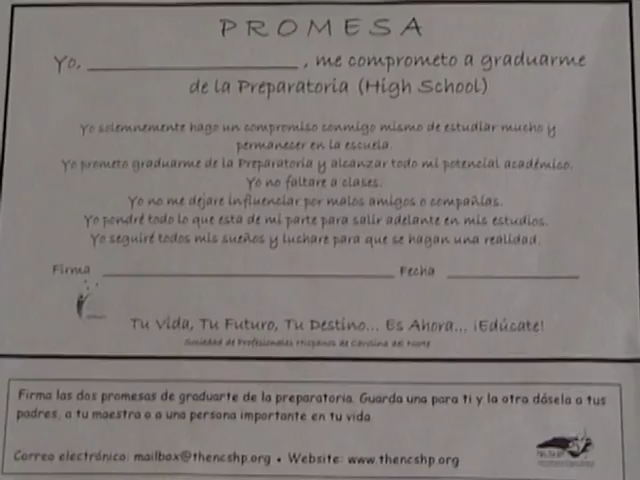 PROMESA
Yo, ____________________, me comprometo a graduarme
de la Preparatoria (High School)
Yo solemnemente hago un compromiso conmigo mismo de estudiar mucho y
permanecer en la escuela.
Yo prometo graduarme de la Preparatoria y alcanzar todo mi potencial académico.
Yo no faltare a clases.
Yo no me dejare influenciar por malos amigos o compañías.
Yo pondré todo lo que esta de mi parte para salir adelante en mis estudios.
Yo seguiré todos mis sueños y luchare para que se hagan una realidad.
Firma ______________________________ Fecha ______________
Tu Vida, Tu Futuro, Tu Destino... Es Ahora... ¡Edúcate!
Sociedad de Profesionales Hispanos de Carolina del Norte
Firma las dos promesas de graduarte de la preparatoria. Guarda una para ti y la otra dásela a tus
padres, a tu maestro o a una persona importante en tu vida.
Correo electrónico: mailbox@thencshp.org • Website: www.thencshp.org